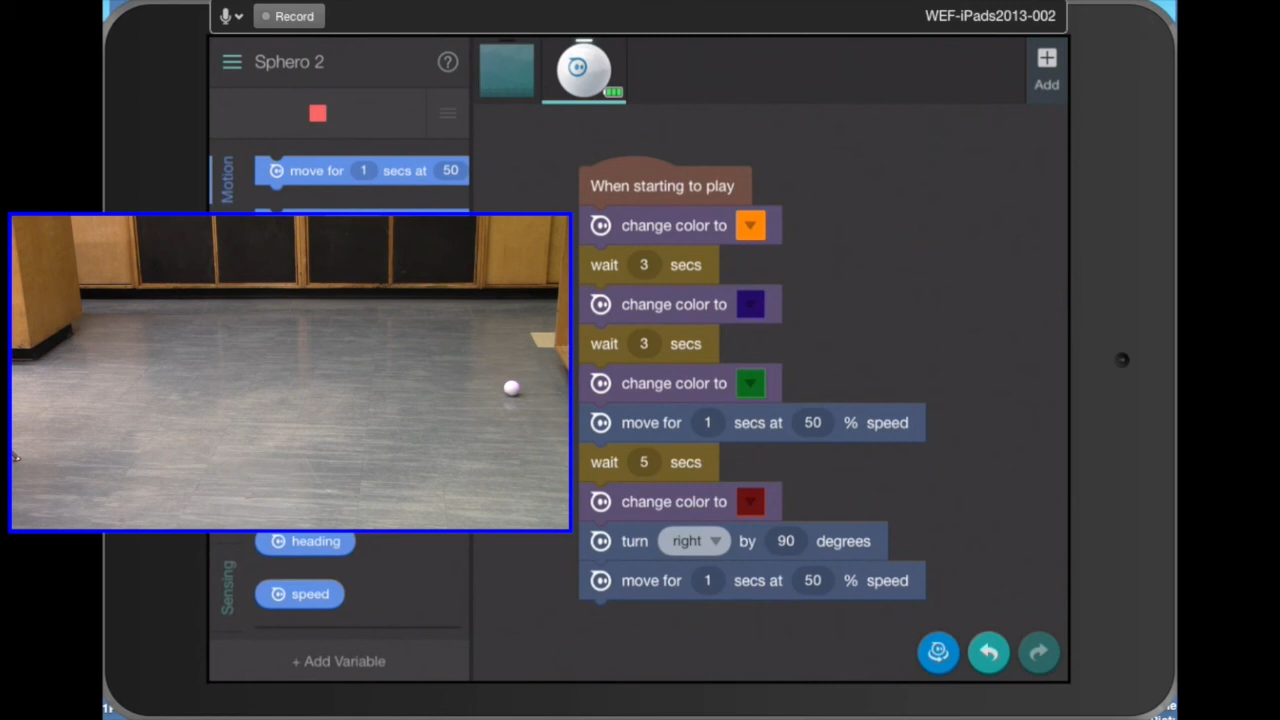 Record
WEF-iPads2013-002
Sphero 2
?
Add
Motion
move for 1 secs at 50
When starting to play
change color to
wait 3 secs
change color to
wait 3 secs
change color to
move for 1 secs at 50 % speed
wait 5 secs
change color to
turn right by 90 degrees
move for 1 secs at 50 % speed
heading
Sensing
speed
+ Add Variable